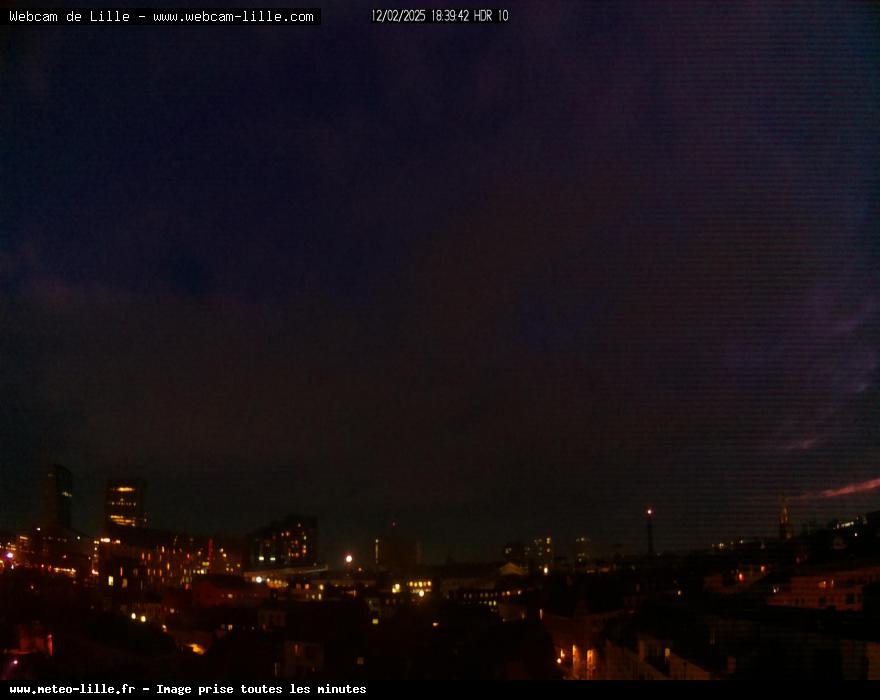 Webcam de Lille - www.webcam-lille.com
12/02/2025 18:39:42 HDR 10
www.meteo-lille.fr - Image prise toutes les minutes